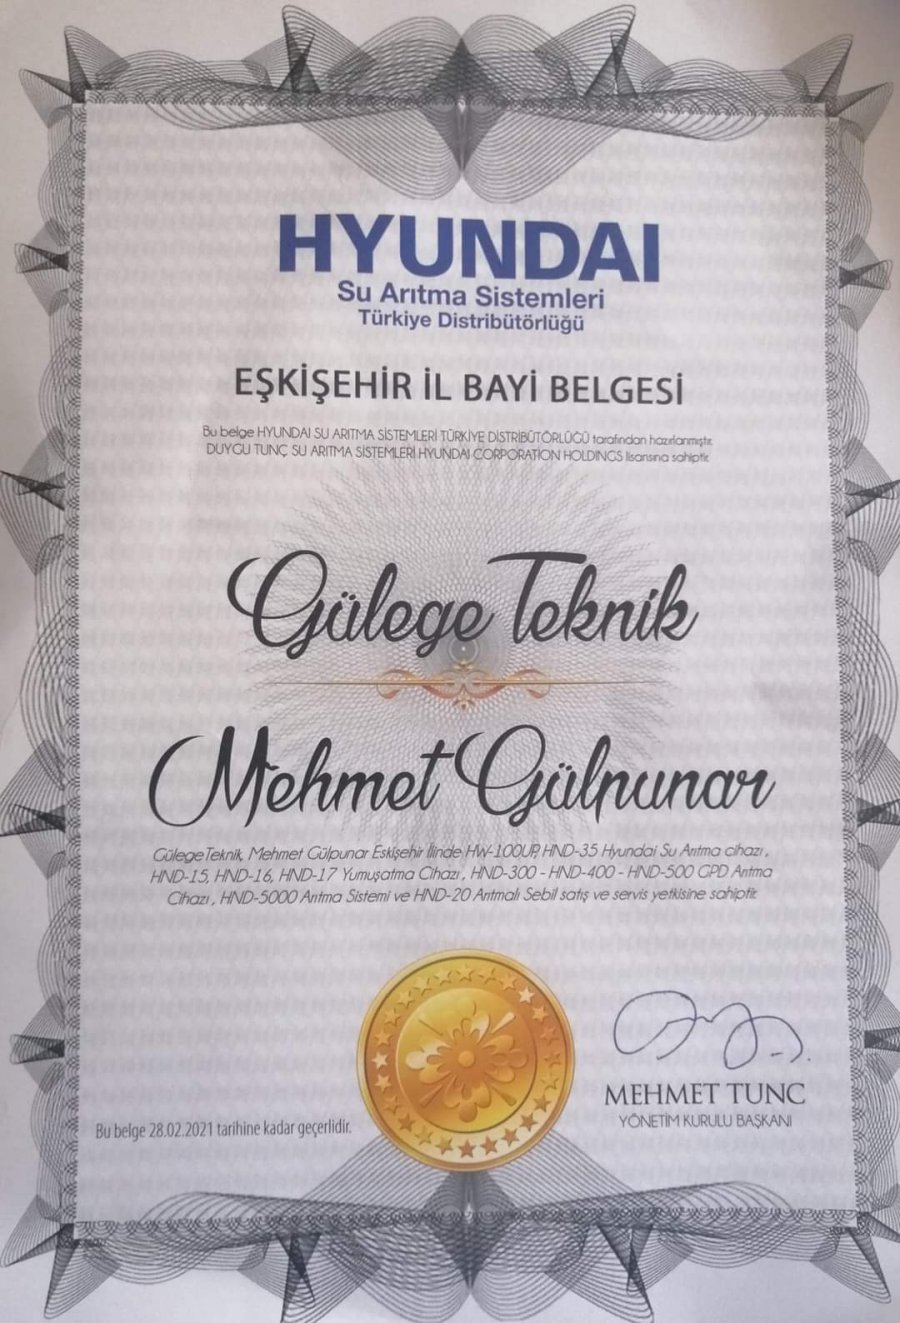 HYUNDAI
Su Arıtma Sistemleri
Türkiye Distribütörlüğü
EŞKİŞEHİR İL BAYİ BELGESİ
Bu belge HYUNDAI SU ARITMA SİSTEMLERİ TÜRKİYE DİSTRİBÜTÖRLÜĞÜ tarafından hazırlanmıştır.
DUYGU TUNÇ SU ARITMA SİSTEMLERİ HYUNDAI CORPORATION HOLDINGS lisansına sahiptir.
Gülege Teknik
Mehmet Gülpunar
Gülege Teknik, Mehmet Gülpunar Eskişehir İlinde HW-100UP, HND-35 Hyundai Su Arıtma cihazı,
HND-15, HND-16, HND-17 Yumuşatma Cihazı, HND-300 - HND-400 - HND-500 GPD Arıtma
Cihazı, HND-5000 Arıtma Sistemi ve HND-20 Arıtmalı Sebil satış ve servis yetkisine sahiptir.
MEHMET TUNÇ
YÖNETİM KURULU BAŞKANI
Bu belge 28.02.2021 tarihine kadar geçerlidir.